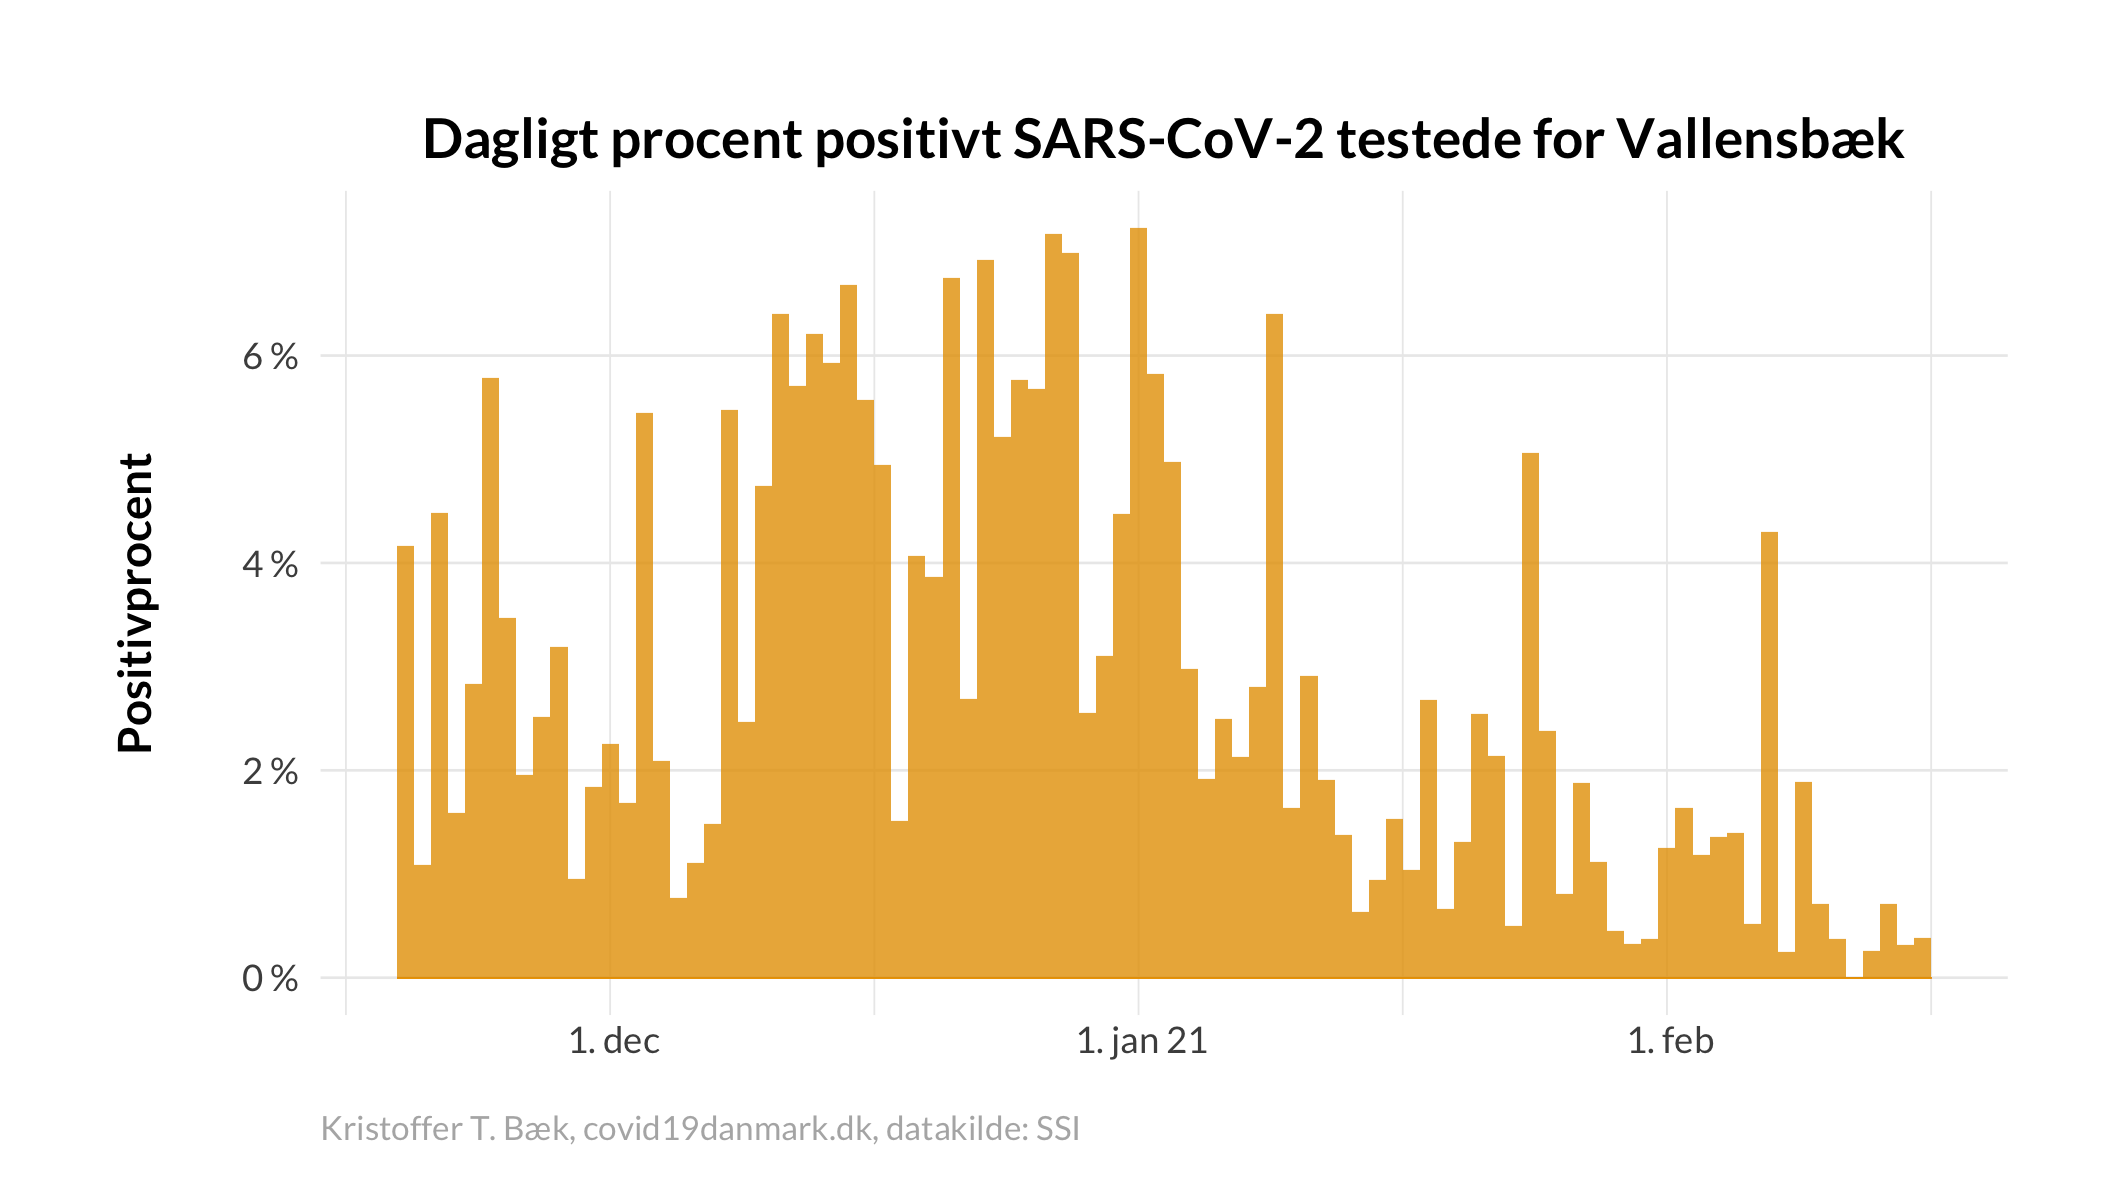 Dagligt procent positivt SARS-CoV-2 testede for Vallensbæk
Positivprocent
6 %
4 %
2 %
0 %
1. dec
1. jan 21
1. feb
Kristoffer T. Bæk, covid19danmark.dk, datakilde: SSI